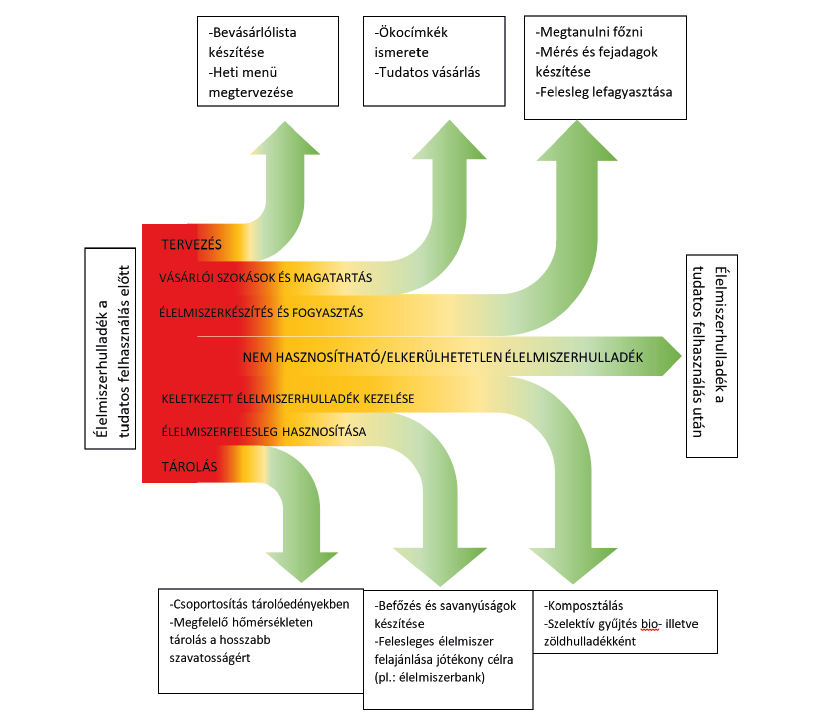 -Bevásárlólista
készítése
-Heti menü
megtervezése
-Ökocímkék
ismerete
-Tudatos vásárlás
-Megtanulni főzni
-Mérés és fejadagok
készítése
-Felesleg lefagyasztása
Élelmiszerhulladék a
tudatos felhasználás előtt
TERVEZÉS
VÁSÁRLÓI SZOKÁSOK ÉS MAGATARTÁS
ÉLELMISZERKÉSZÍTÉS ÉS FOGYASZTÁS
NEM HASZNOSÍTHATÓ/ELKERÜLHETETLEN ÉLELMISZERHULLADÉK
KELETKEZETT ÉLELMISZERHULLADÉK KEZELÉSE
ÉLELMISZERFELESLEG HASZNOSÍTÁSA
TÁROLÁS
Élelmiszerhulladék a
tudatos felhasználás után
-Csoportosítás tárolóedényekben
-Megfelelő hőmérsékleten
tárolás a hosszabb
szavatosságért
-Befőzés és savanyúságok
készítése
-Felesleges élelmiszer
felajánlása jótékony célra
(pl.: élelmiszerbank)
-Komposztálás
-Szelektív gyűjtés bio- illetve
zöldhulladékként